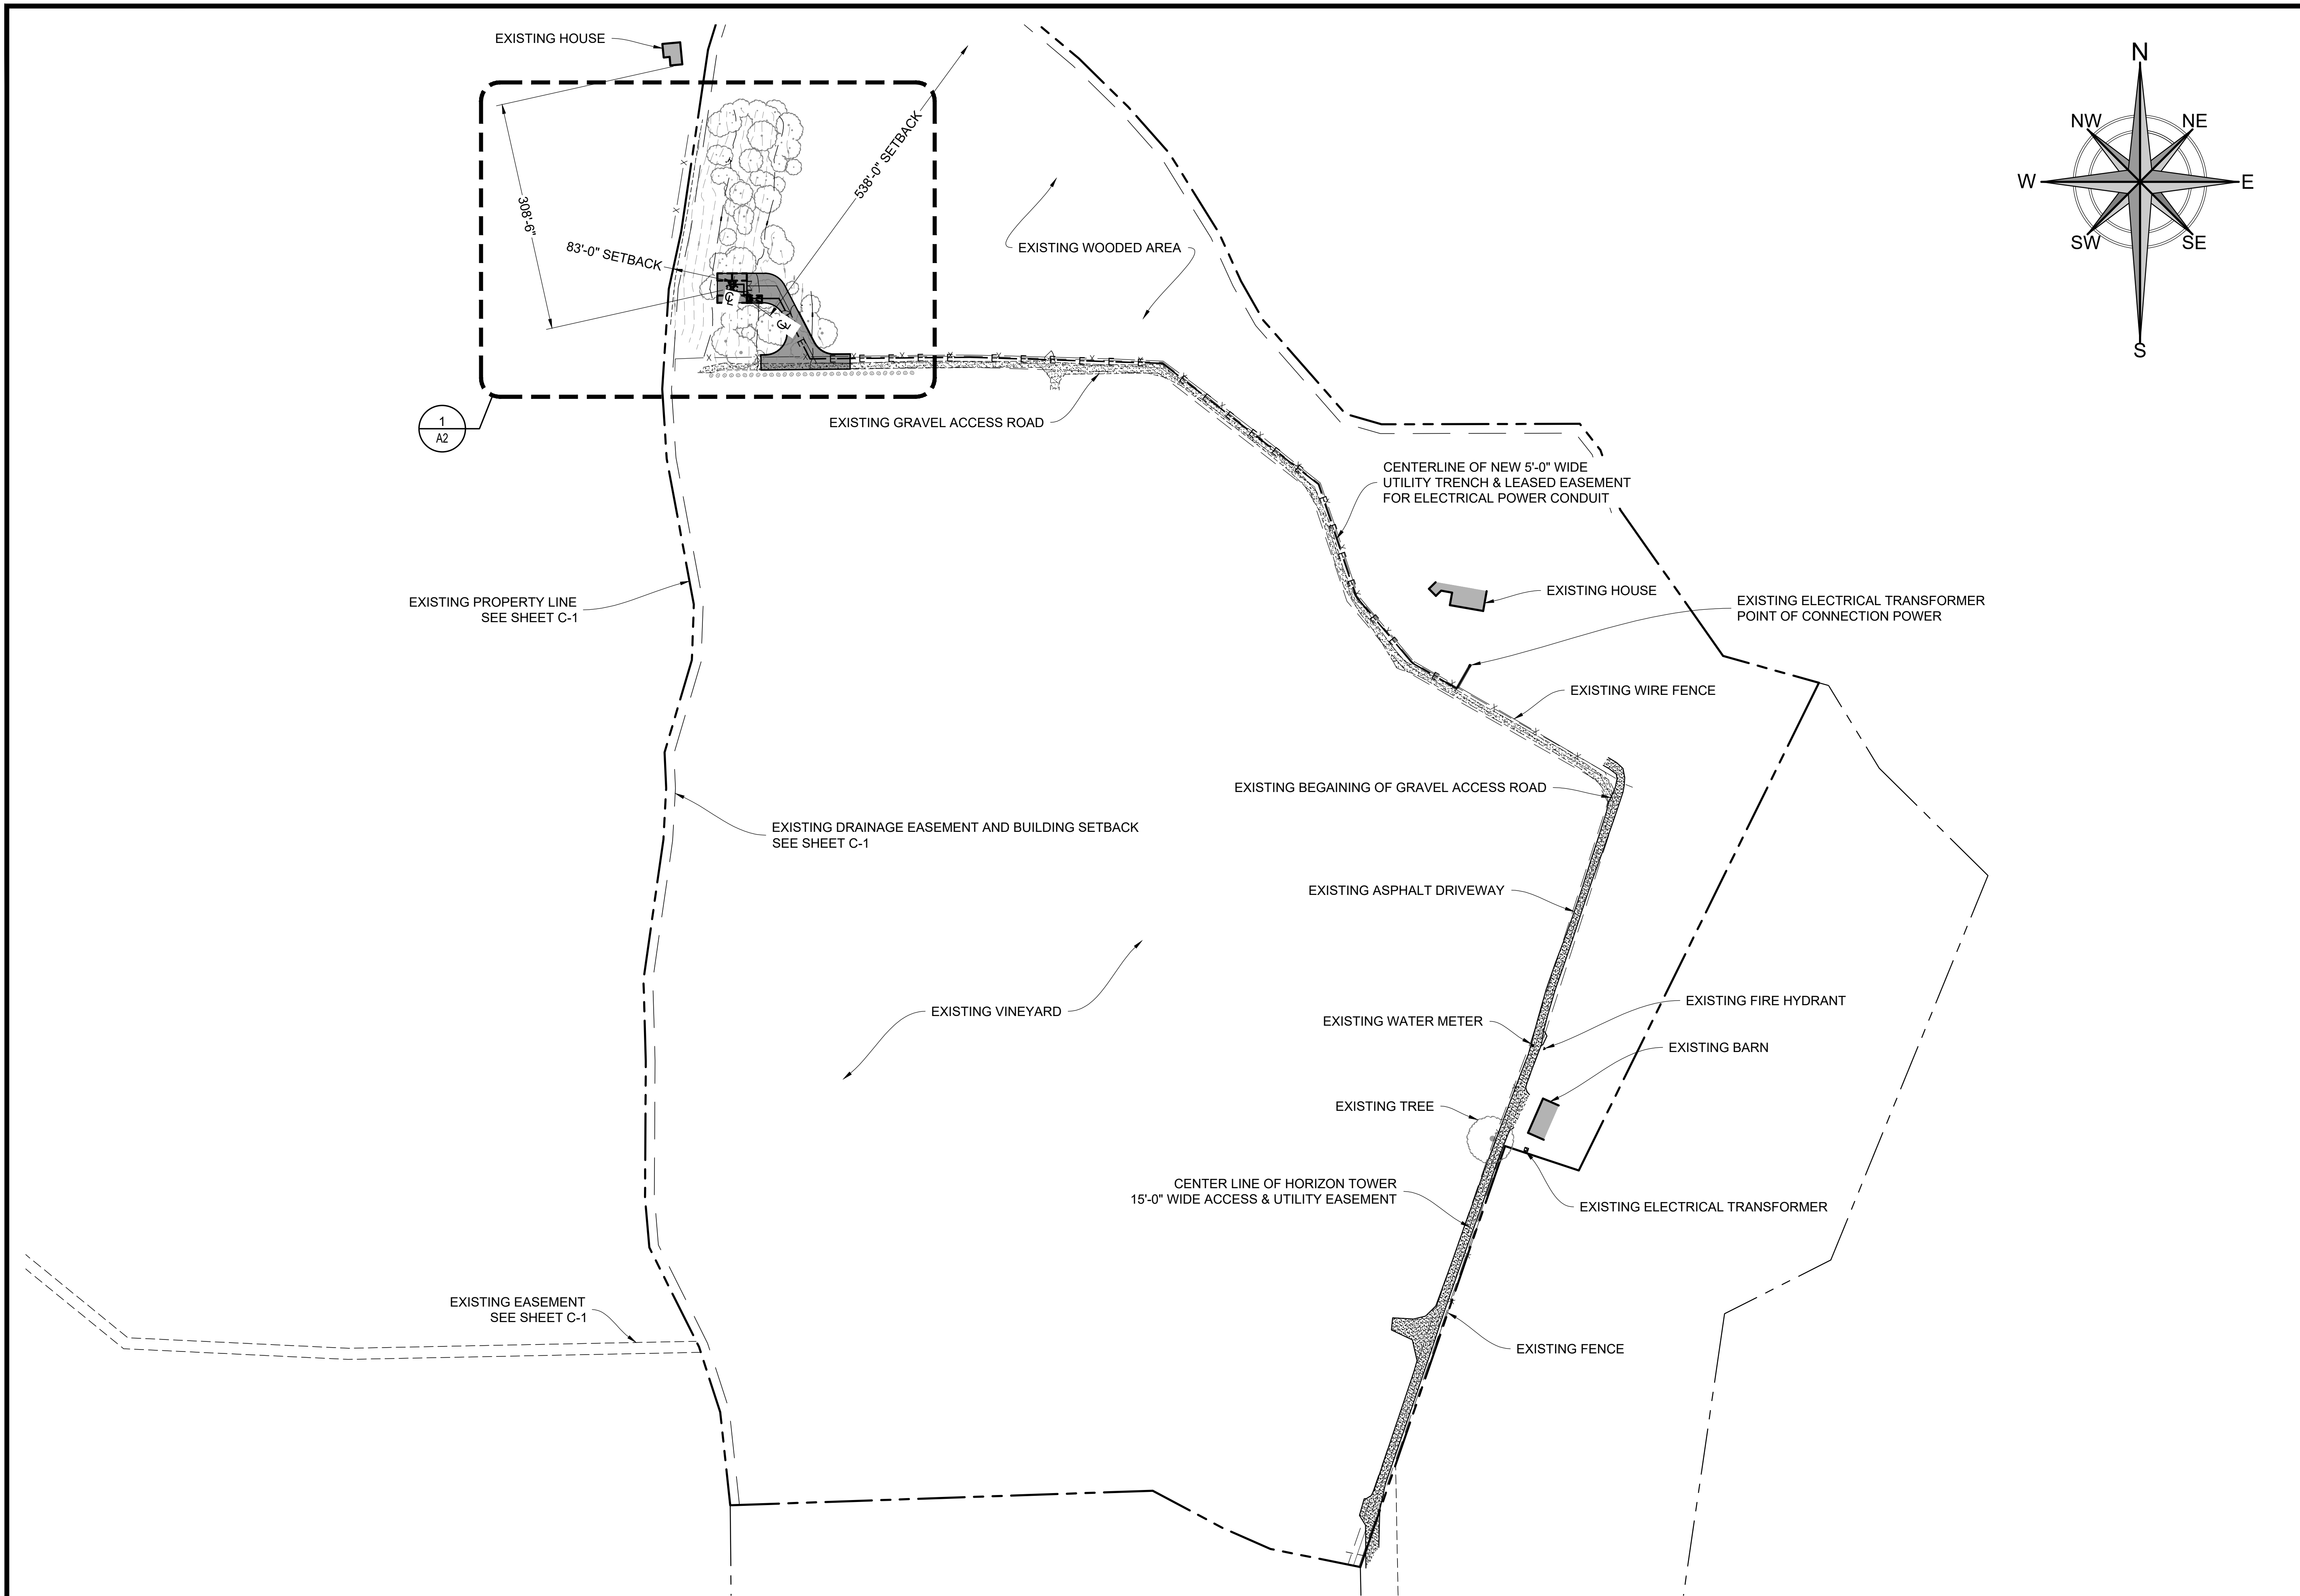 EXISTING HOUSE
N
NW
NE
W
E
SW
SE
S
538'-0" SETBACK
308'-6"
83'-0" SETBACK
EXISTING WOODED AREA
EXISTING GRAVEL ACCESS ROAD
1
A2
CENTERLINE OF NEW 5'-0" WIDE
UTILITY TRENCH & LEASED EASEMENT
FOR ELECTRICAL POWER CONDUIT
EXISTING HOUSE
EXISTING ELECTRICAL TRANSFORMER
POINT OF CONNECTION POWER
EXISTING PROPERTY LINE
SEE SHEET C-1
EXISTING WIRE FENCE
EXISTING BEGAINING OF GRAVEL ACCESS ROAD
EXISTING DRAINAGE EASEMENT AND BUILDING SETBACK
SEE SHEET C-1
EXISTING ASPHALT DRIVEWAY
EXISTING VINEYARD
EXISTING FIRE HYDRANT
EXISTING WATER METER
EXISTING BARN
EXISTING TREE
CENTER LINE OF HORIZON TOWER
15'-0" WIDE ACCESS & UTILITY EASEMENT
EXISTING ELECTRICAL TRANSFORMER
EXISTING EASEMENT
SEE SHEET C-1
EXISTING FENCE